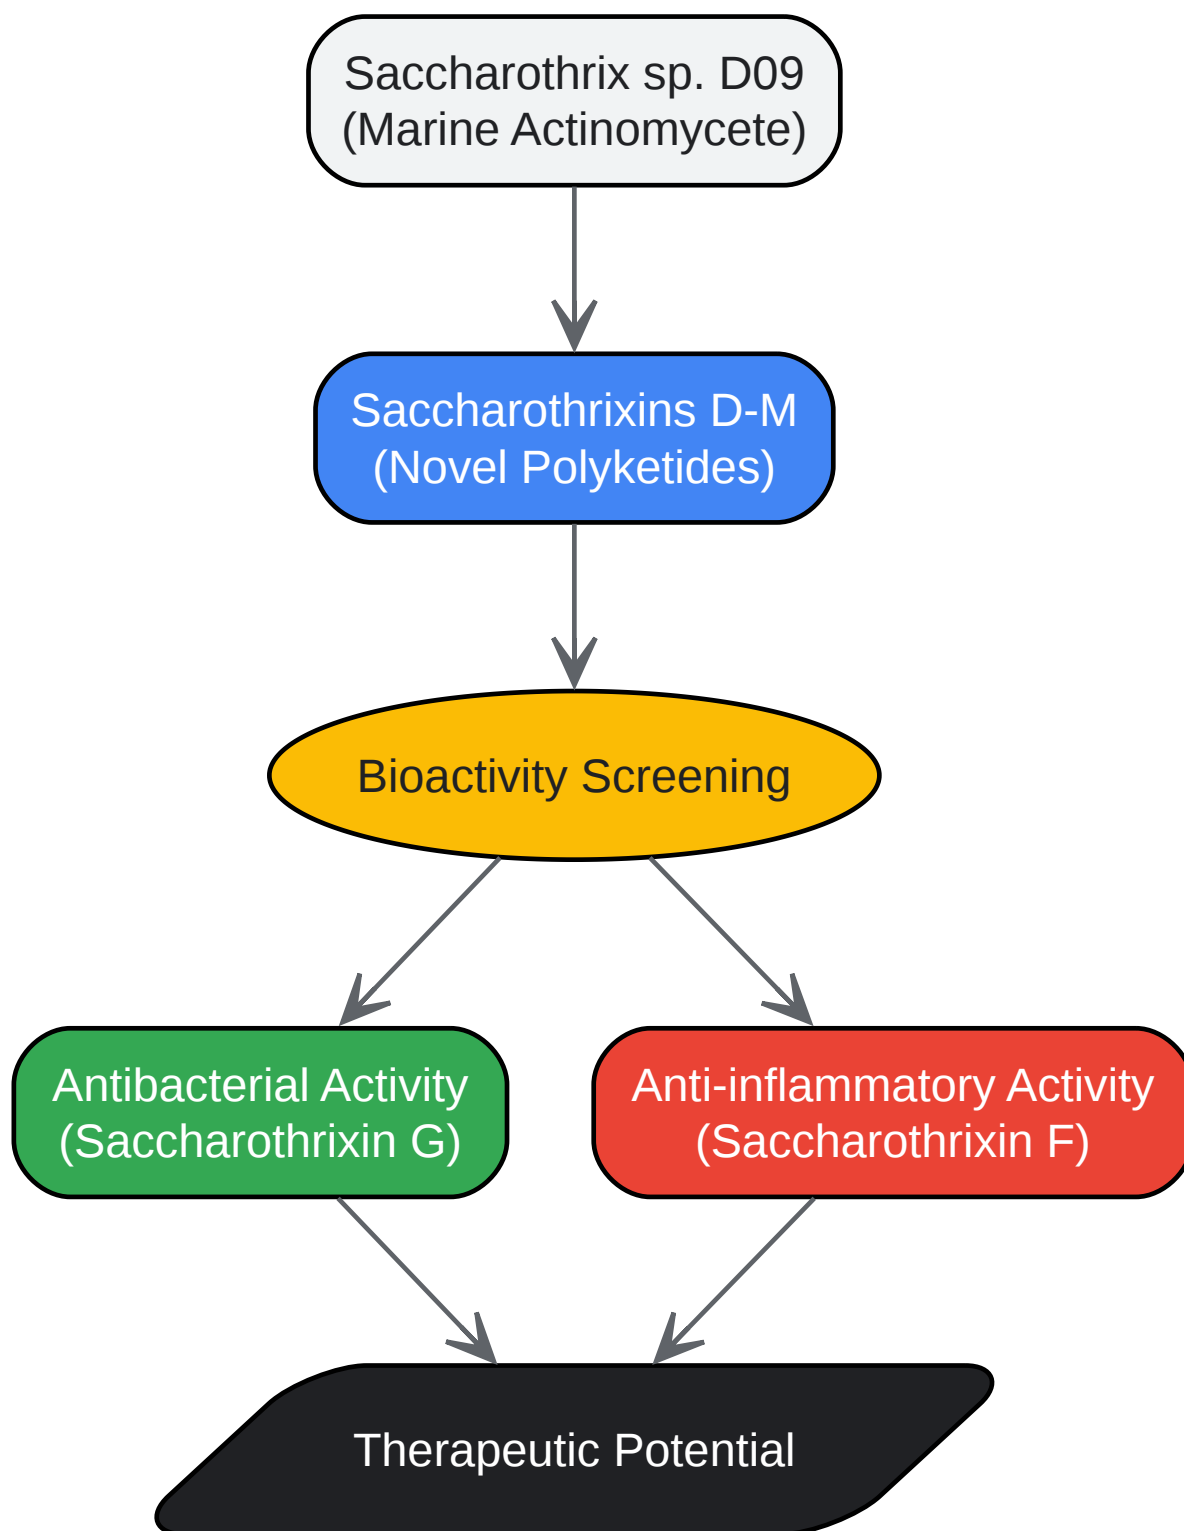 Saccharothrix sp. D09
(Marine Actinomycete)
Saccharothrixins D-M
(Novel Polyketides)
Bioactivity Screening
Antibacterial Activity
(Saccharothrixin G)
Anti-inflammatory Activity
(Saccharothrixin F)
Therapeutic Potential